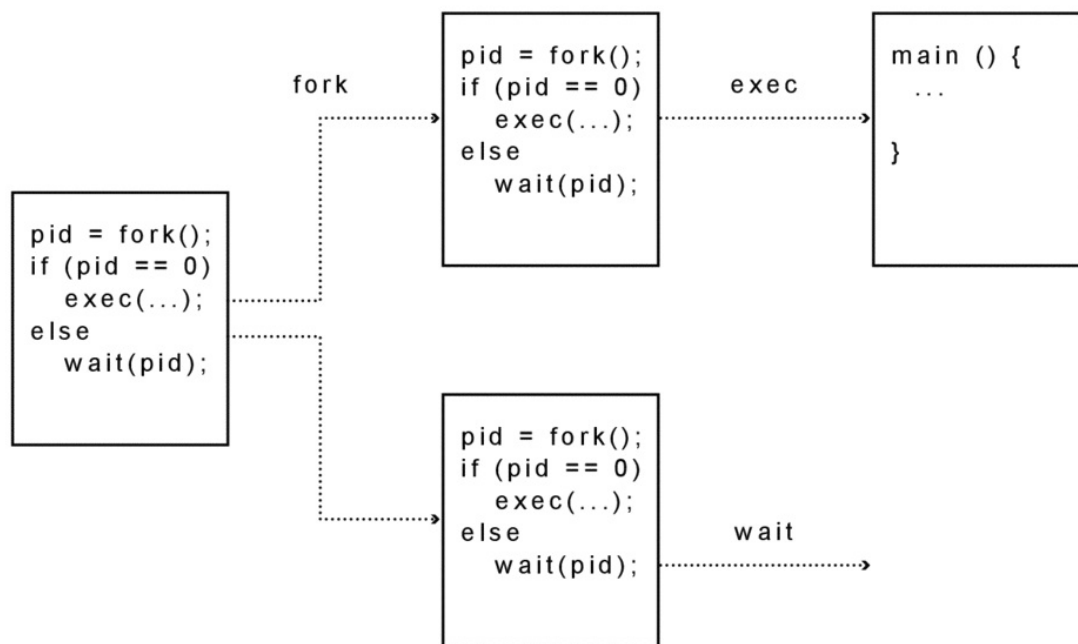 fork
pid = fork();
if (pid == 0)
exec(...);
else
wait(pid);
exec
main () {
...
}
pid = fork();
if (pid == 0)
exec(...);
else
wait(pid);
pid = fork();
if (pid == 0)
exec(...);
else
wait(pid);
wait